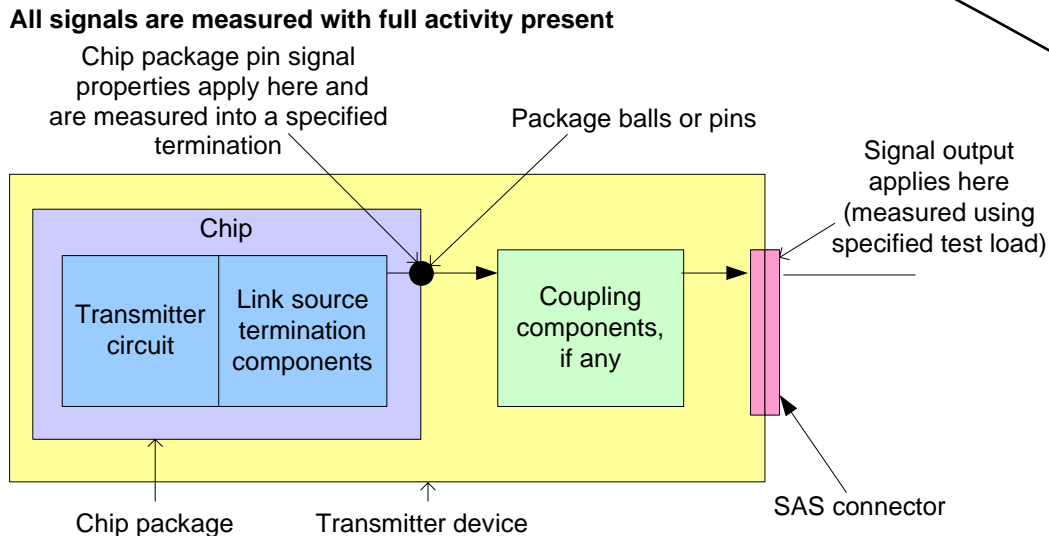 All signals are measured with full activity present
Chip package pin signal
properties apply here and
are measured into a specified
termination
Package balls or pins
Signal output
applies here
(measured using
specified test load)
Chip
Transmitter
circuit
Link source
termination
components
Coupling
components,
if any
Chip package
Transmitter device
SAS connector